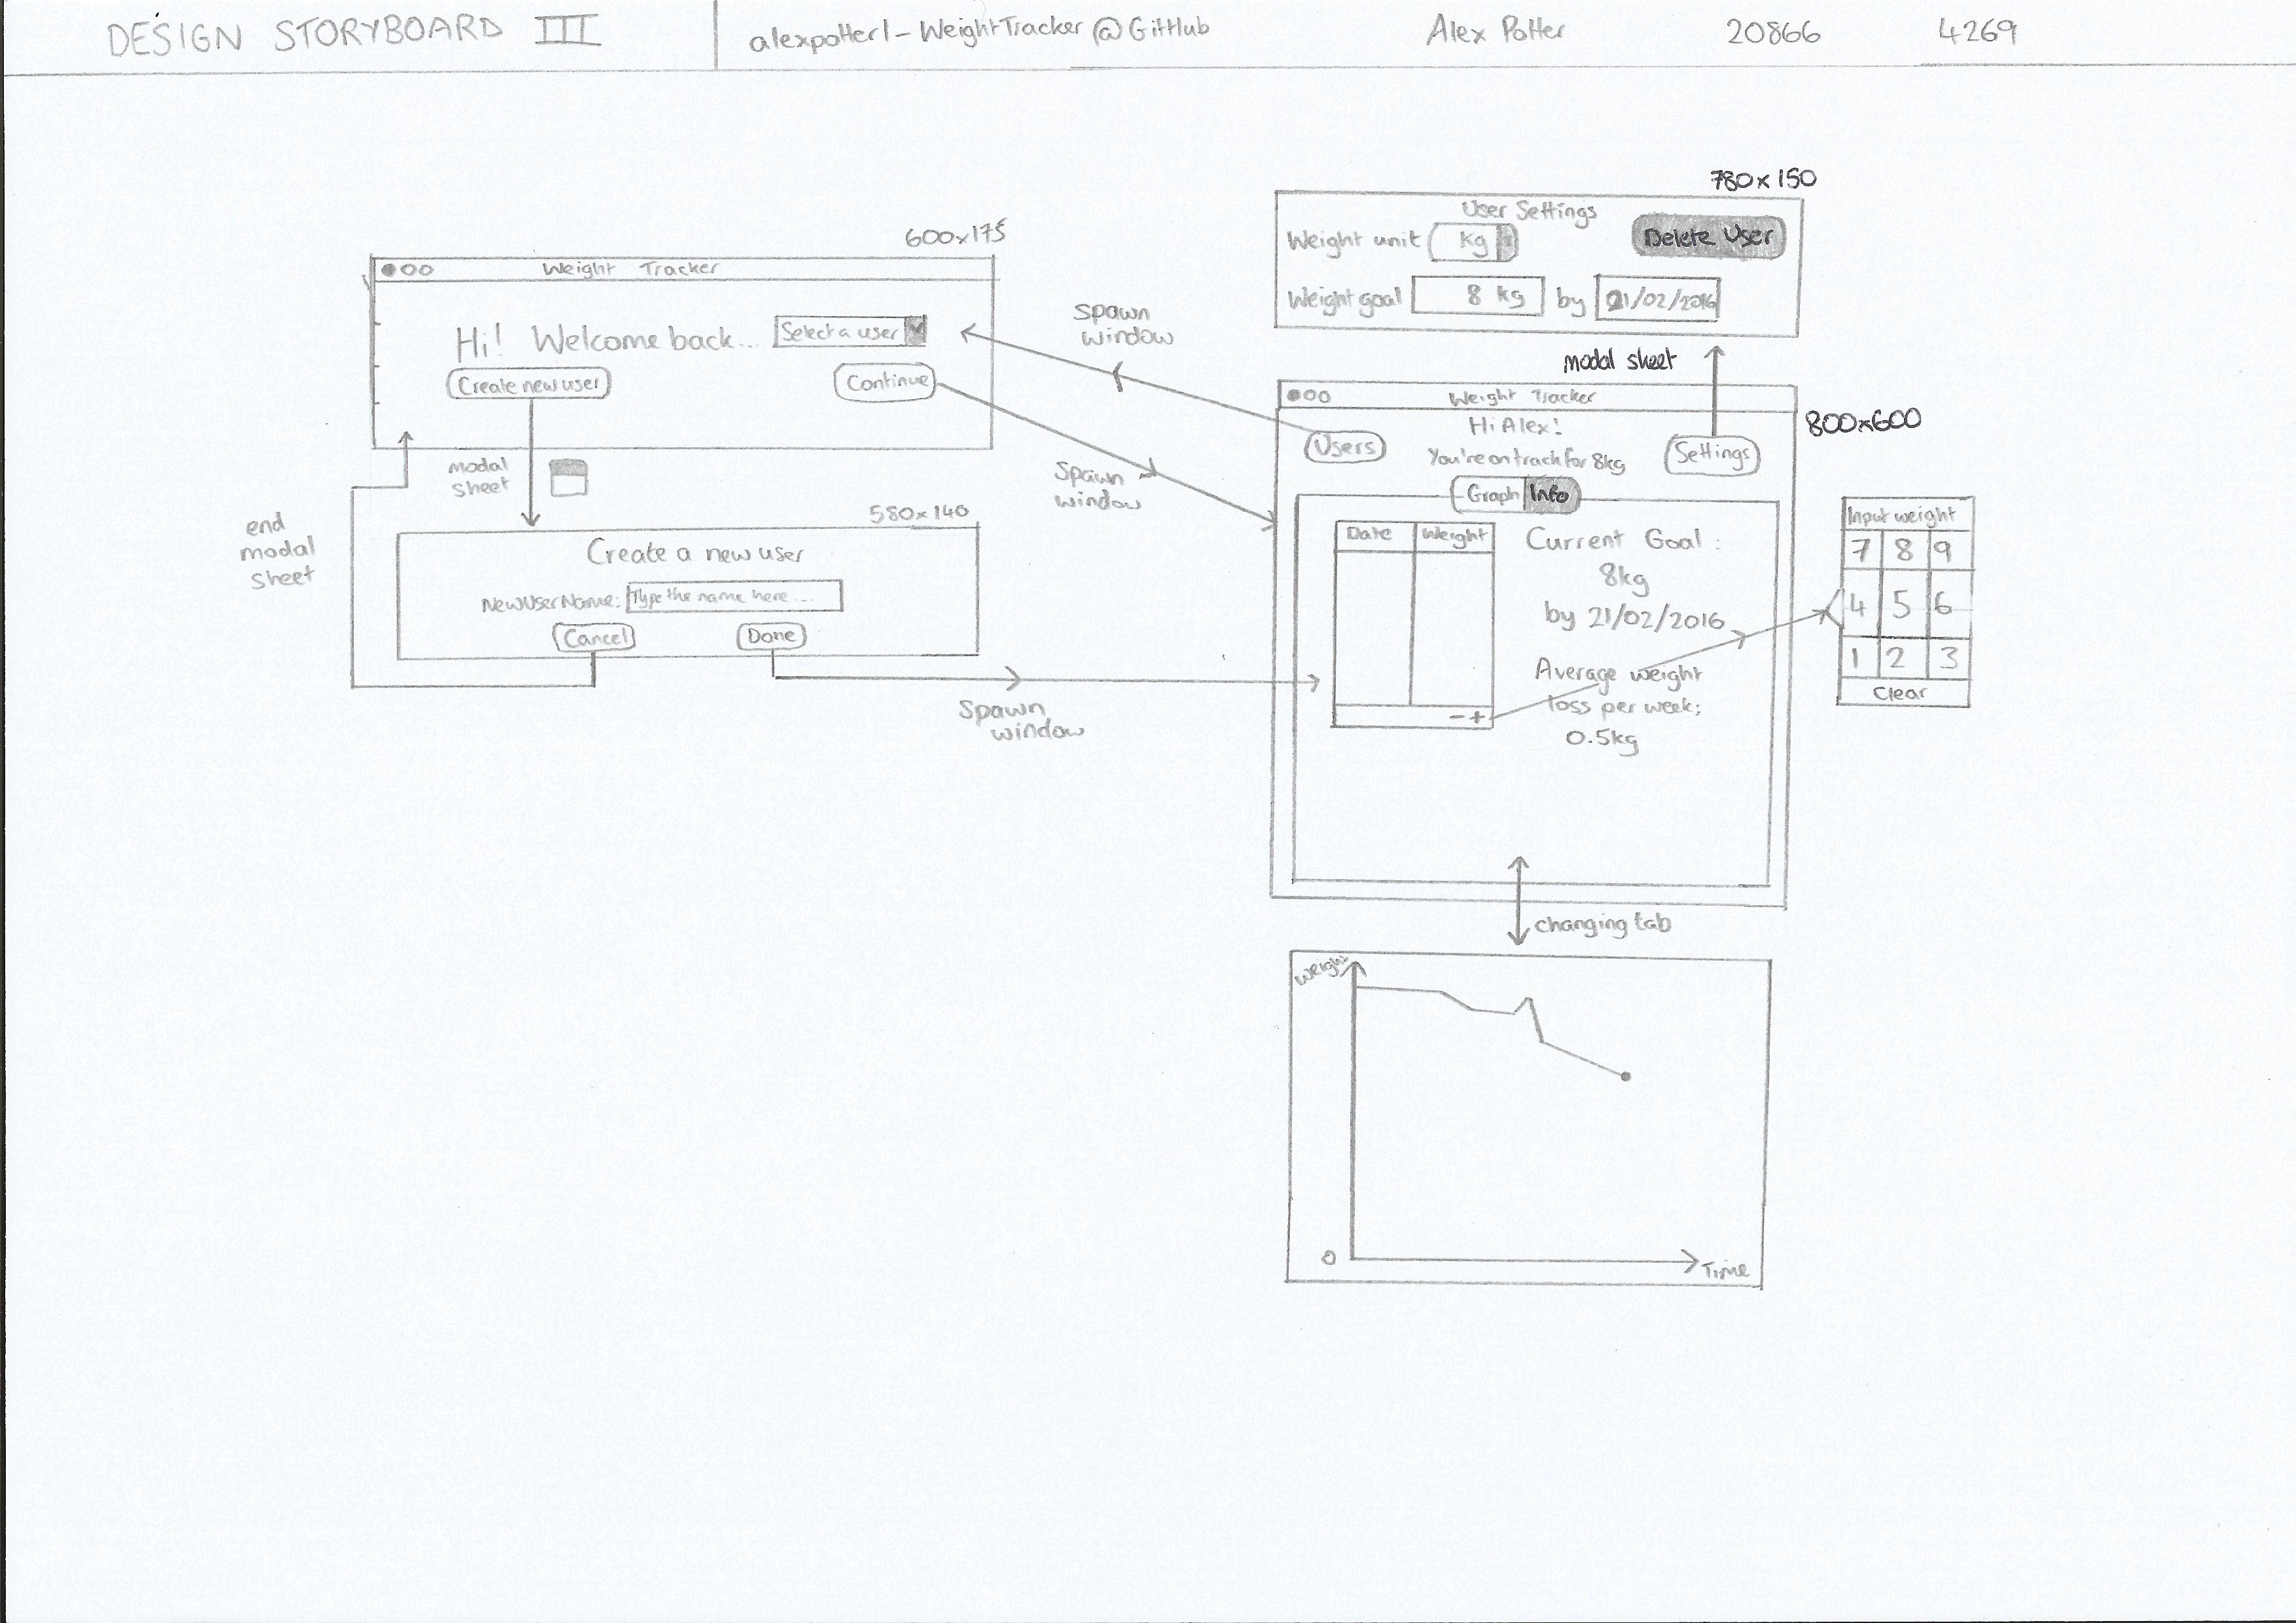 DESIGN STORYBOARD III
alexpotter1-WeightTracker @ GitHub
Alex Potter
20866
4269
600x175
Weight Tracker
Hi! Welcome back...
Select a user
Create new user
Continue
modal
sheet
end
modal
sheet
580x140
Create a new user
New User Name:
Type the name here...
Cancel
Done
Spawn
window
Spawn
window
Spawn
window
780x150
User Settings
Weight unit
Kg
Delete User
Weight goal
8 kg
by
21/02/2016
modal sheet
Weight Tracker
800x600
Hi Alex!
Users
You're on track for 8kg
Settings
Graph
Info
Date
Weight
- +
Current Goal:
8kg
by 21/02/2016
Average weight
loss per week;
0.5kg
Input weight
7 8 9
4 5 6
1 2 3
Clear
changing tab
Weight
0
Time